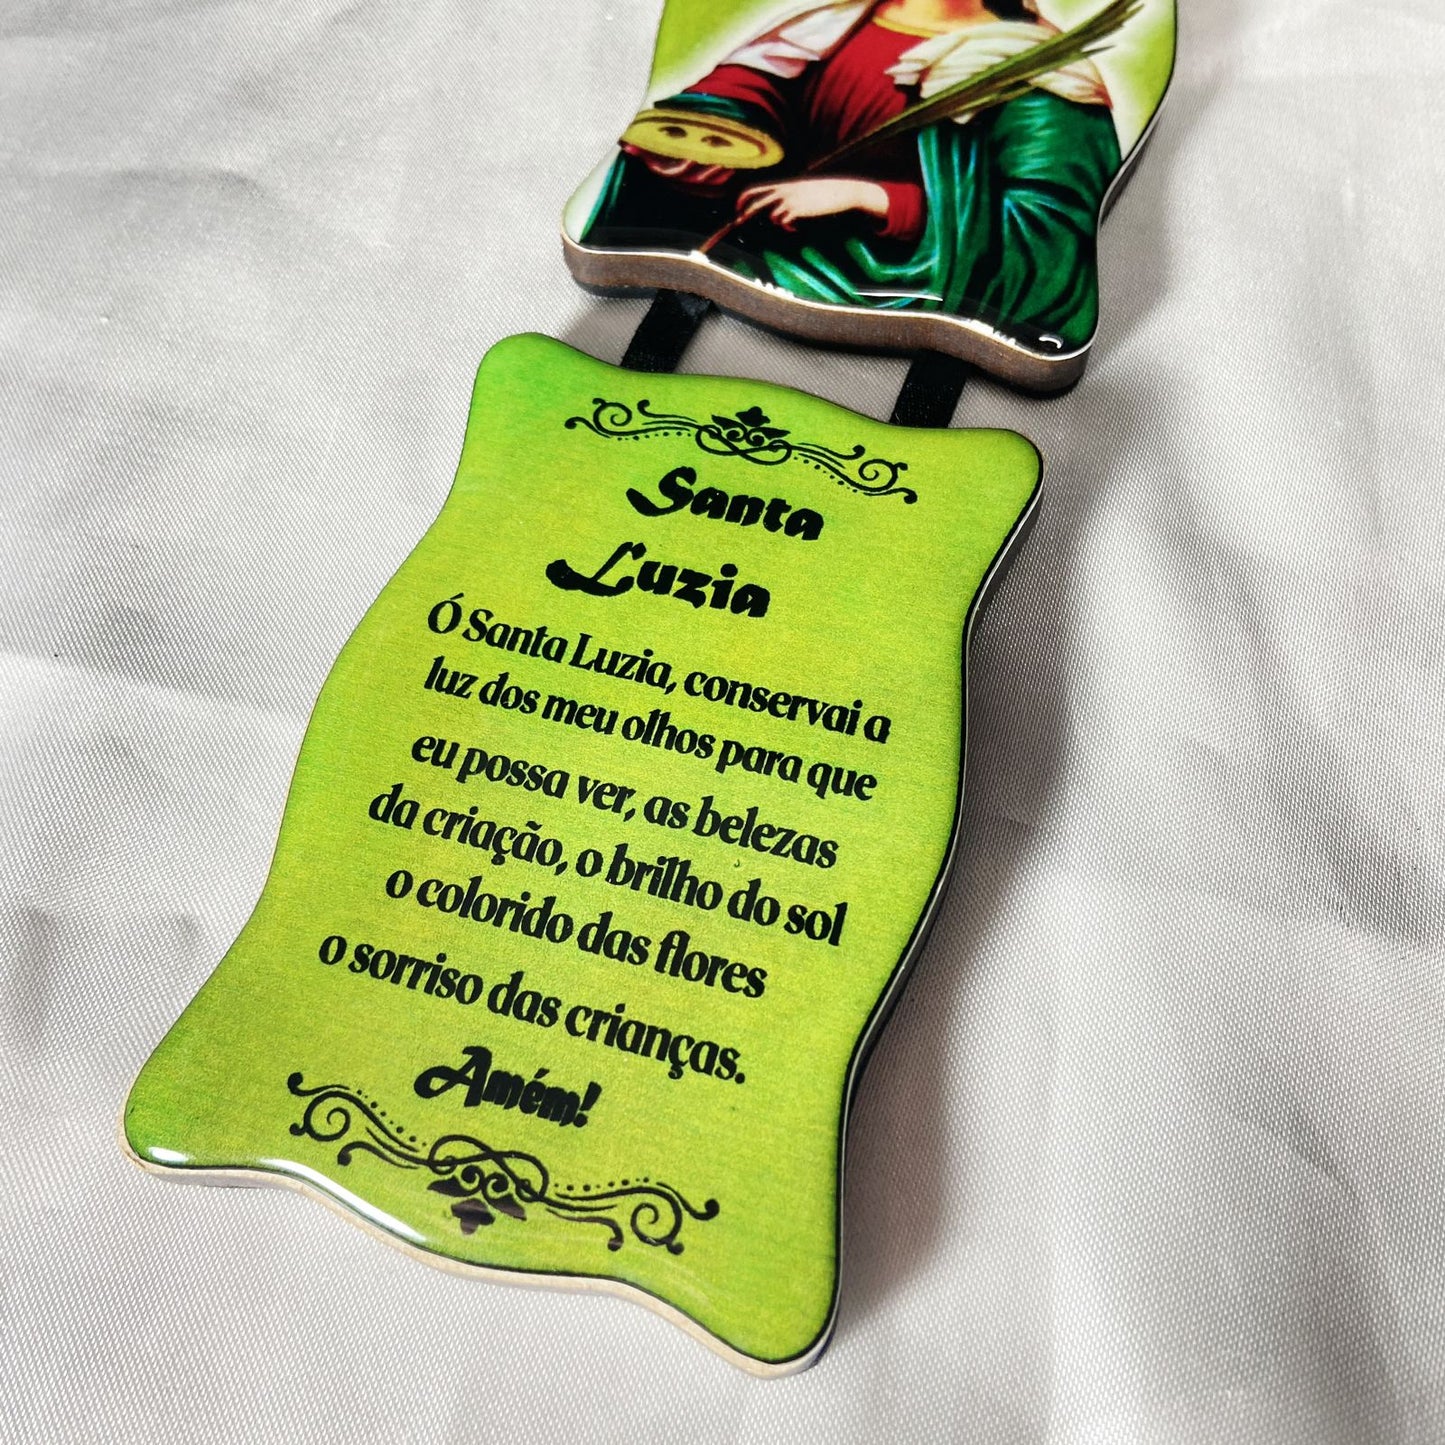 Santa
Luzia
Ó Santa Luzia, conservai a
luz dos meu olhos para que
eu possa ver, as belezas
da criação, o brilho do sol
o colorido das flores
o sorriso das crianças.
Amém!